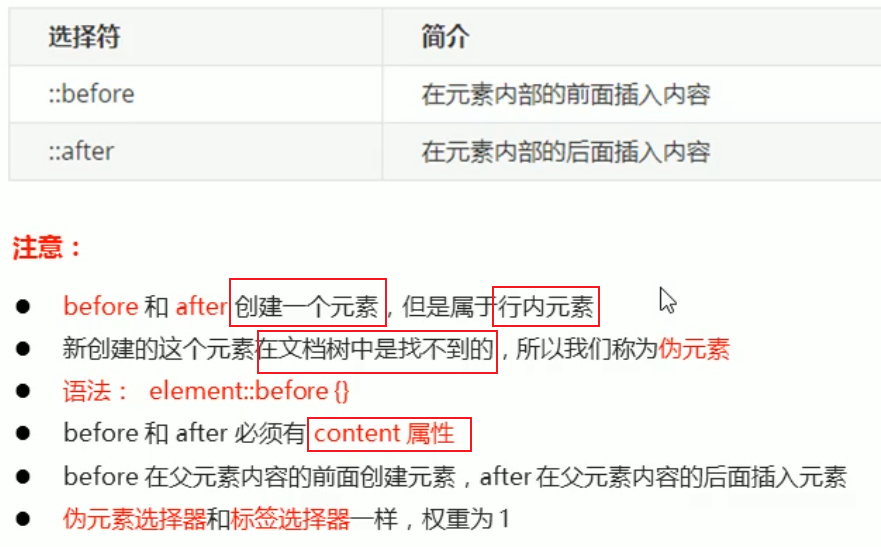 选择符 简介
::before 在元素内部的前面插入内容
::after 在元素内部的后面插入内容
注意：
● before 和 after 创建一个元素，但是属于行内元素
● 新创建的这个元素在文档树中是找不到的，所以我们称为伪元素
● 语法： element::before {}
● before 和 after 必须有 content 属性
● before 在父元素内容的前面创建元素，after 在父元素内容的后面插入元素
● 伪元素选择器和标签选择器一样，权重为 1